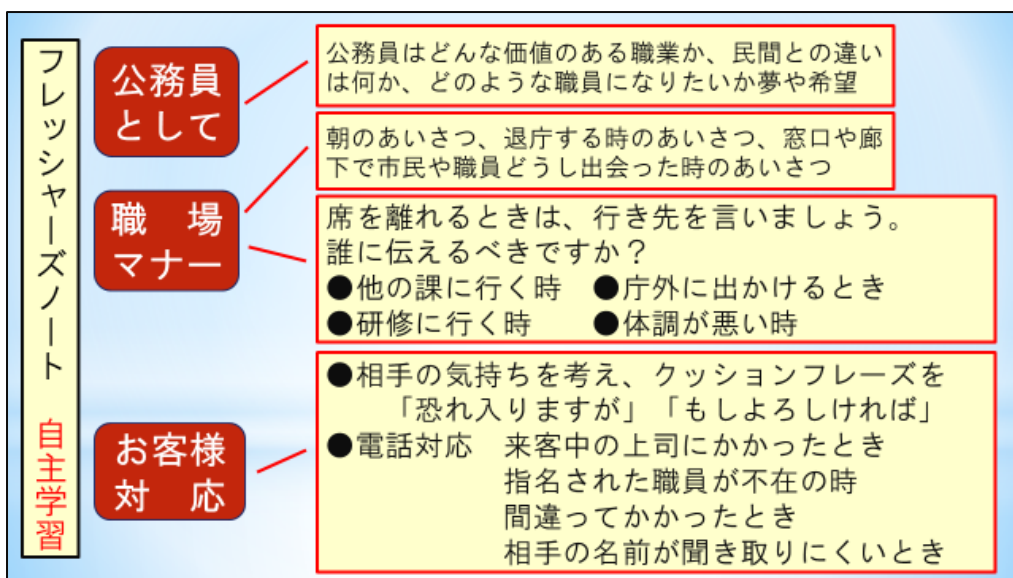 フレッシャーズノート 自主学習
公務員
として
公務員はどんな価値のある職業か、民間との違い
は何か、どのような職員になりたいか夢や希望
職 場
マナー
朝のあいさつ、退庁する時のあいさつ、窓口や廊
下で市民や職員どうし出会った時のあいさつ
席を離れるときは、行き先を言いましょう。
誰に伝えるべきですか？
●他の課に行く時 ●庁外に出かけるとき
●研修に行く時 ●体調が悪い時
お客様
対 応
●相手の気持ちを考え、クッションフレーズを
「恐れ入りますが」「もしよろしければ」
●電話対応 来客中の上司にかかったとき
指名された職員が不在の時
間違ってかかったとき
相手の名前が聞き取りにくいとき